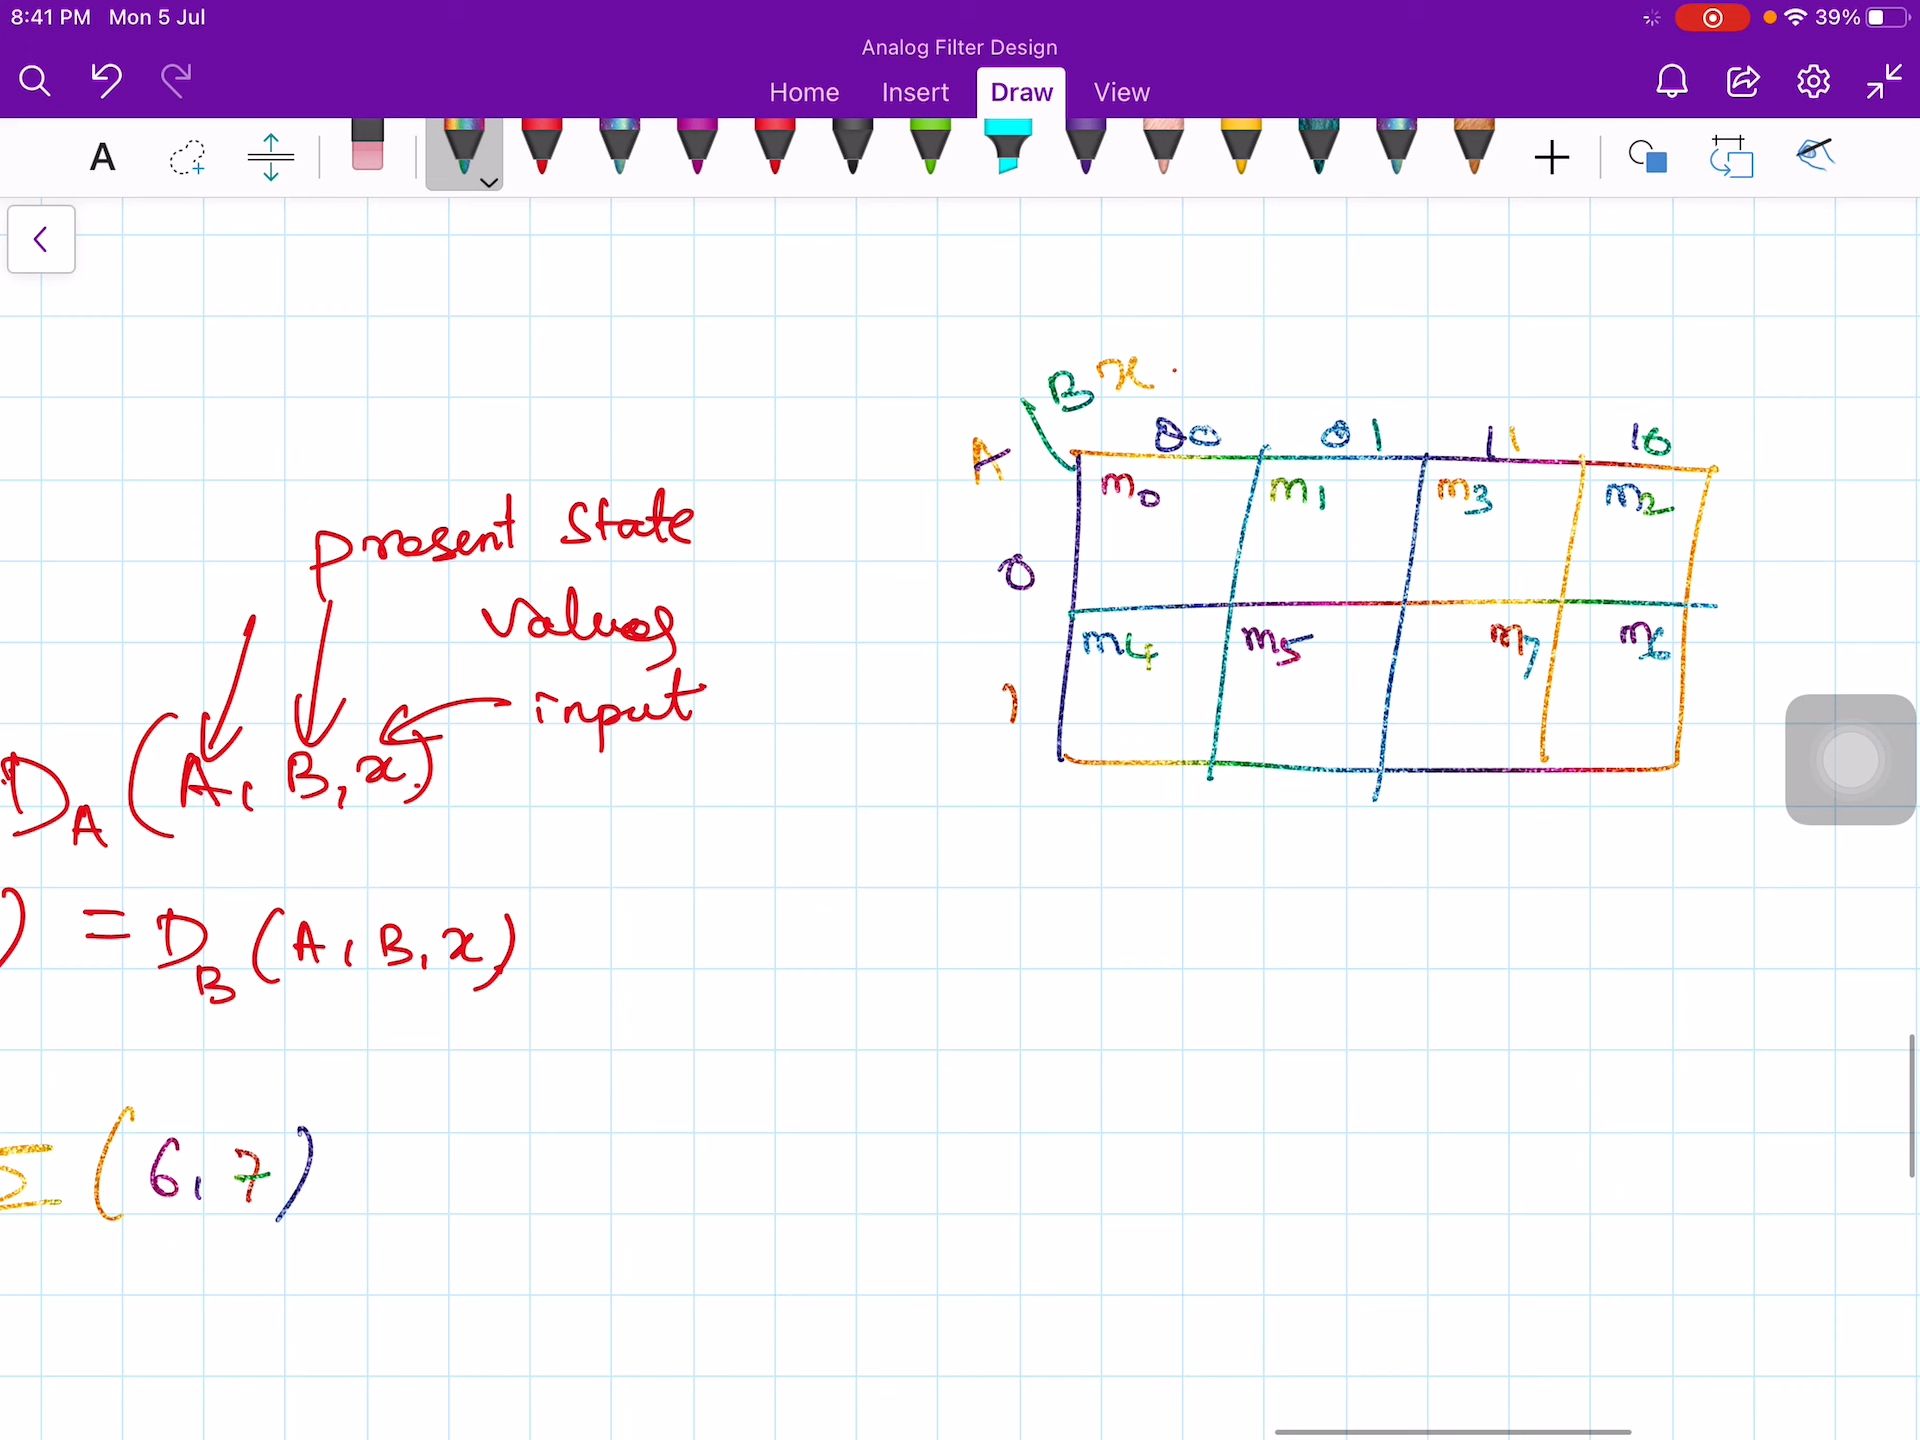 8:41 PM Mon 5 Jul
39%
Analog Filter Design
Home Insert Draw View
A
B x
A 00 01 11 10
m0 m1 m3 m2
0
m4 m5 m7 m6
1
present state
values
input
DA (A, B, x)
) = DB (A, B, x)
Σ (6, 7)